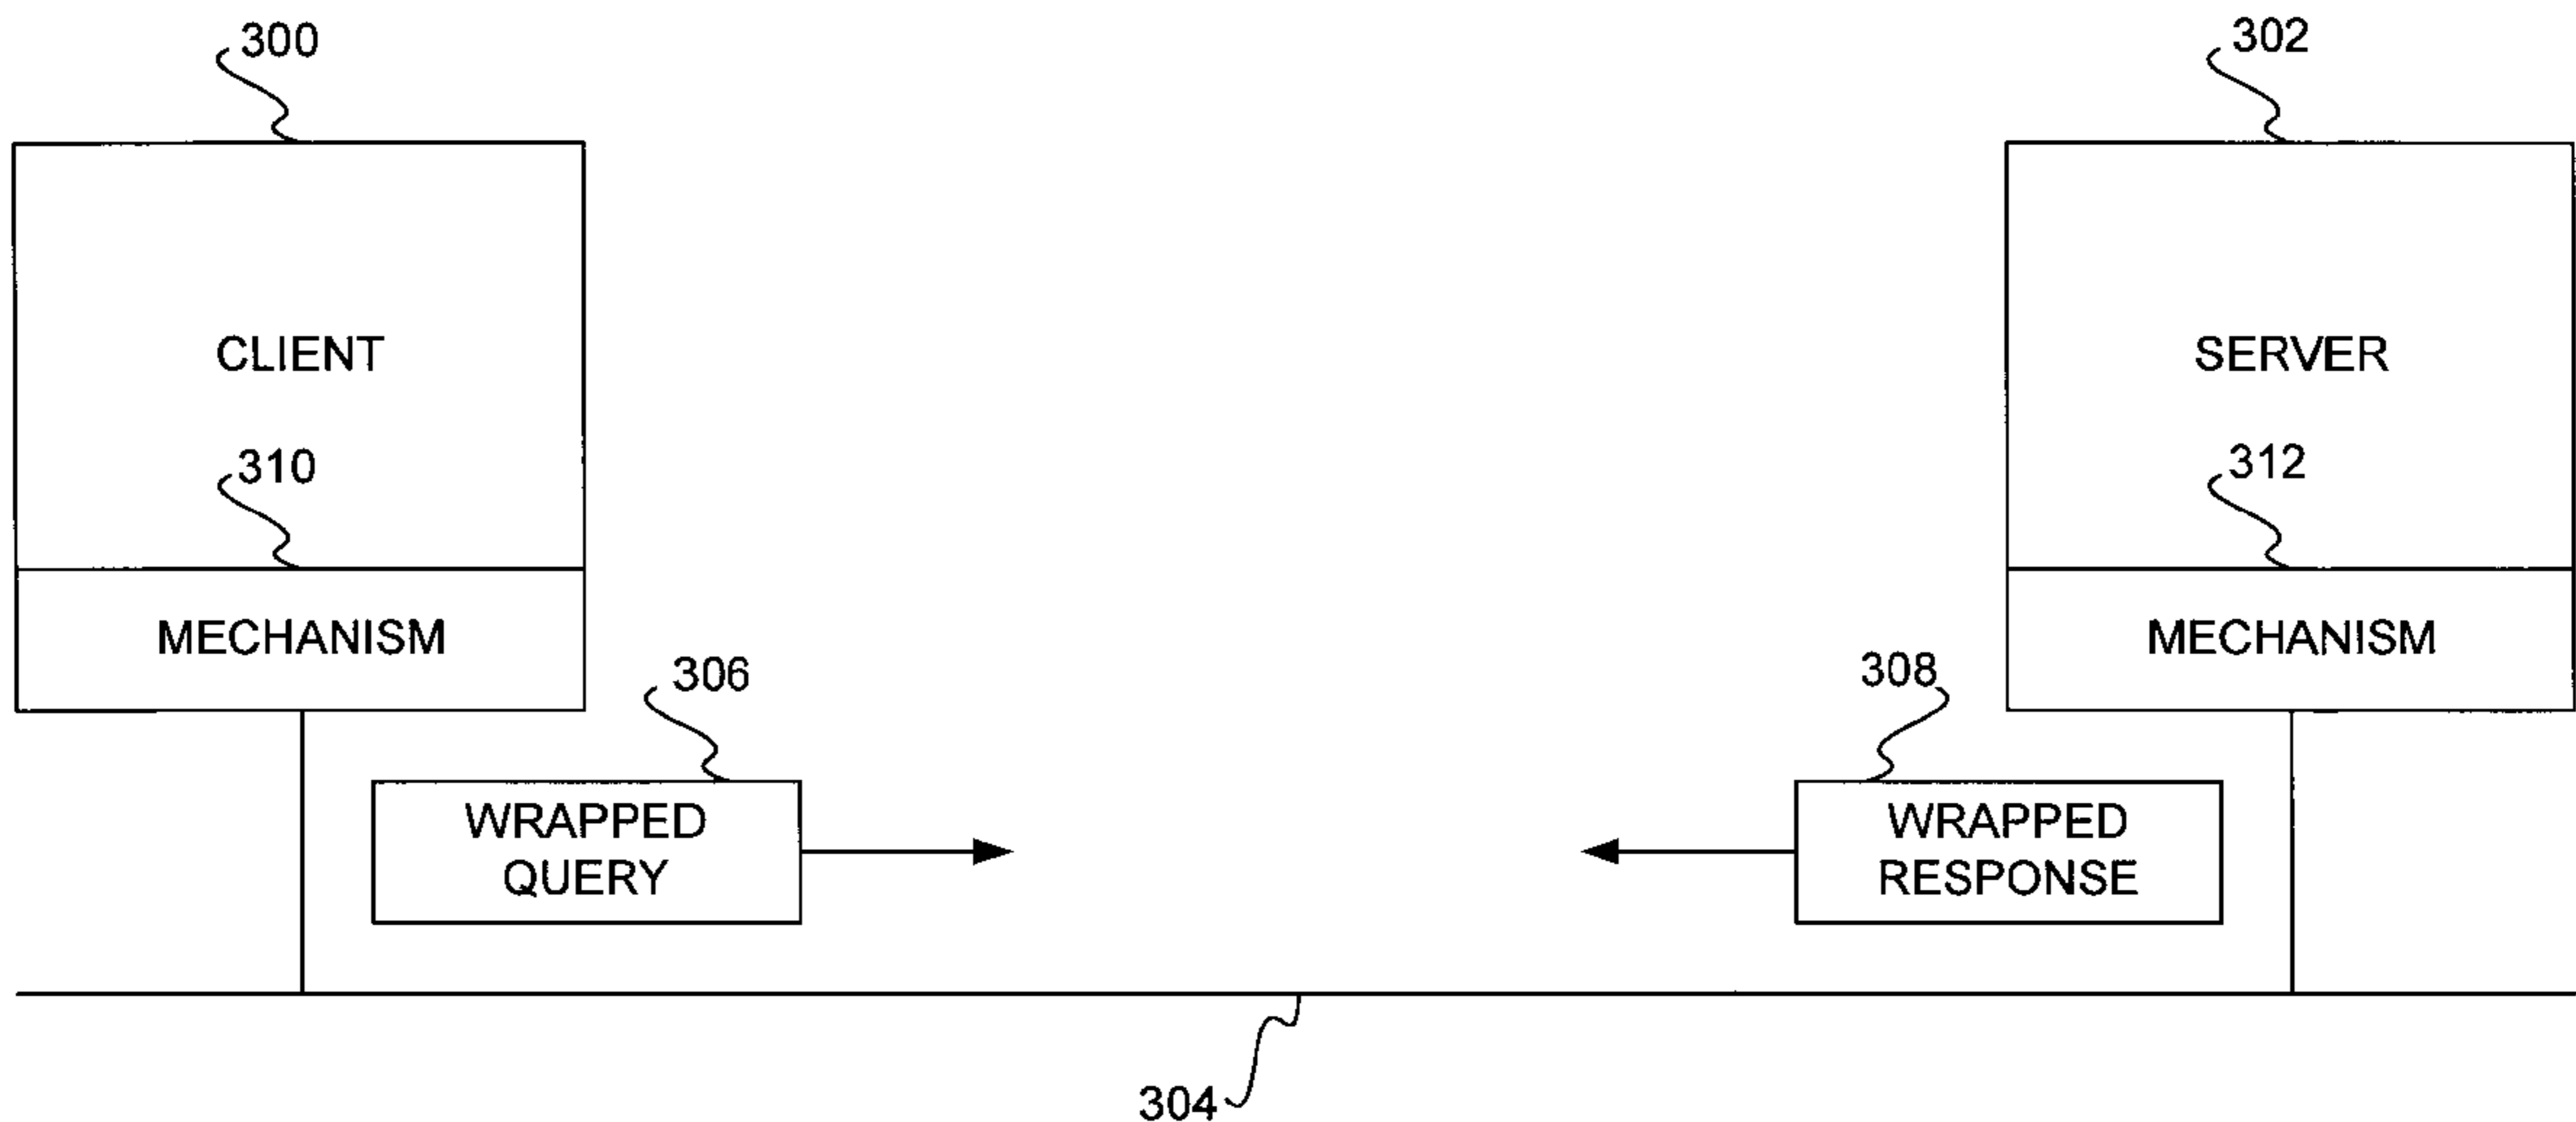 300
302
CLIENT
SERVER
310
312
MECHANISM
MECHANISM
306
308
WRAPPED
QUERY
WRAPPED
RESPONSE
304